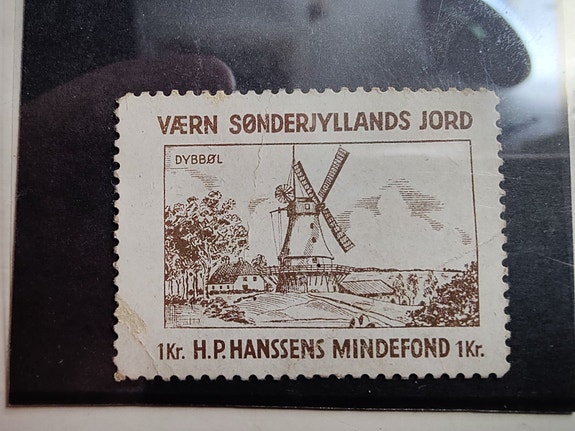 VÆRN SØNDERJYLLANDS JORD
DYBBØL
1Kr. H.P. HANSSENS MINDEFOND 1Kr.